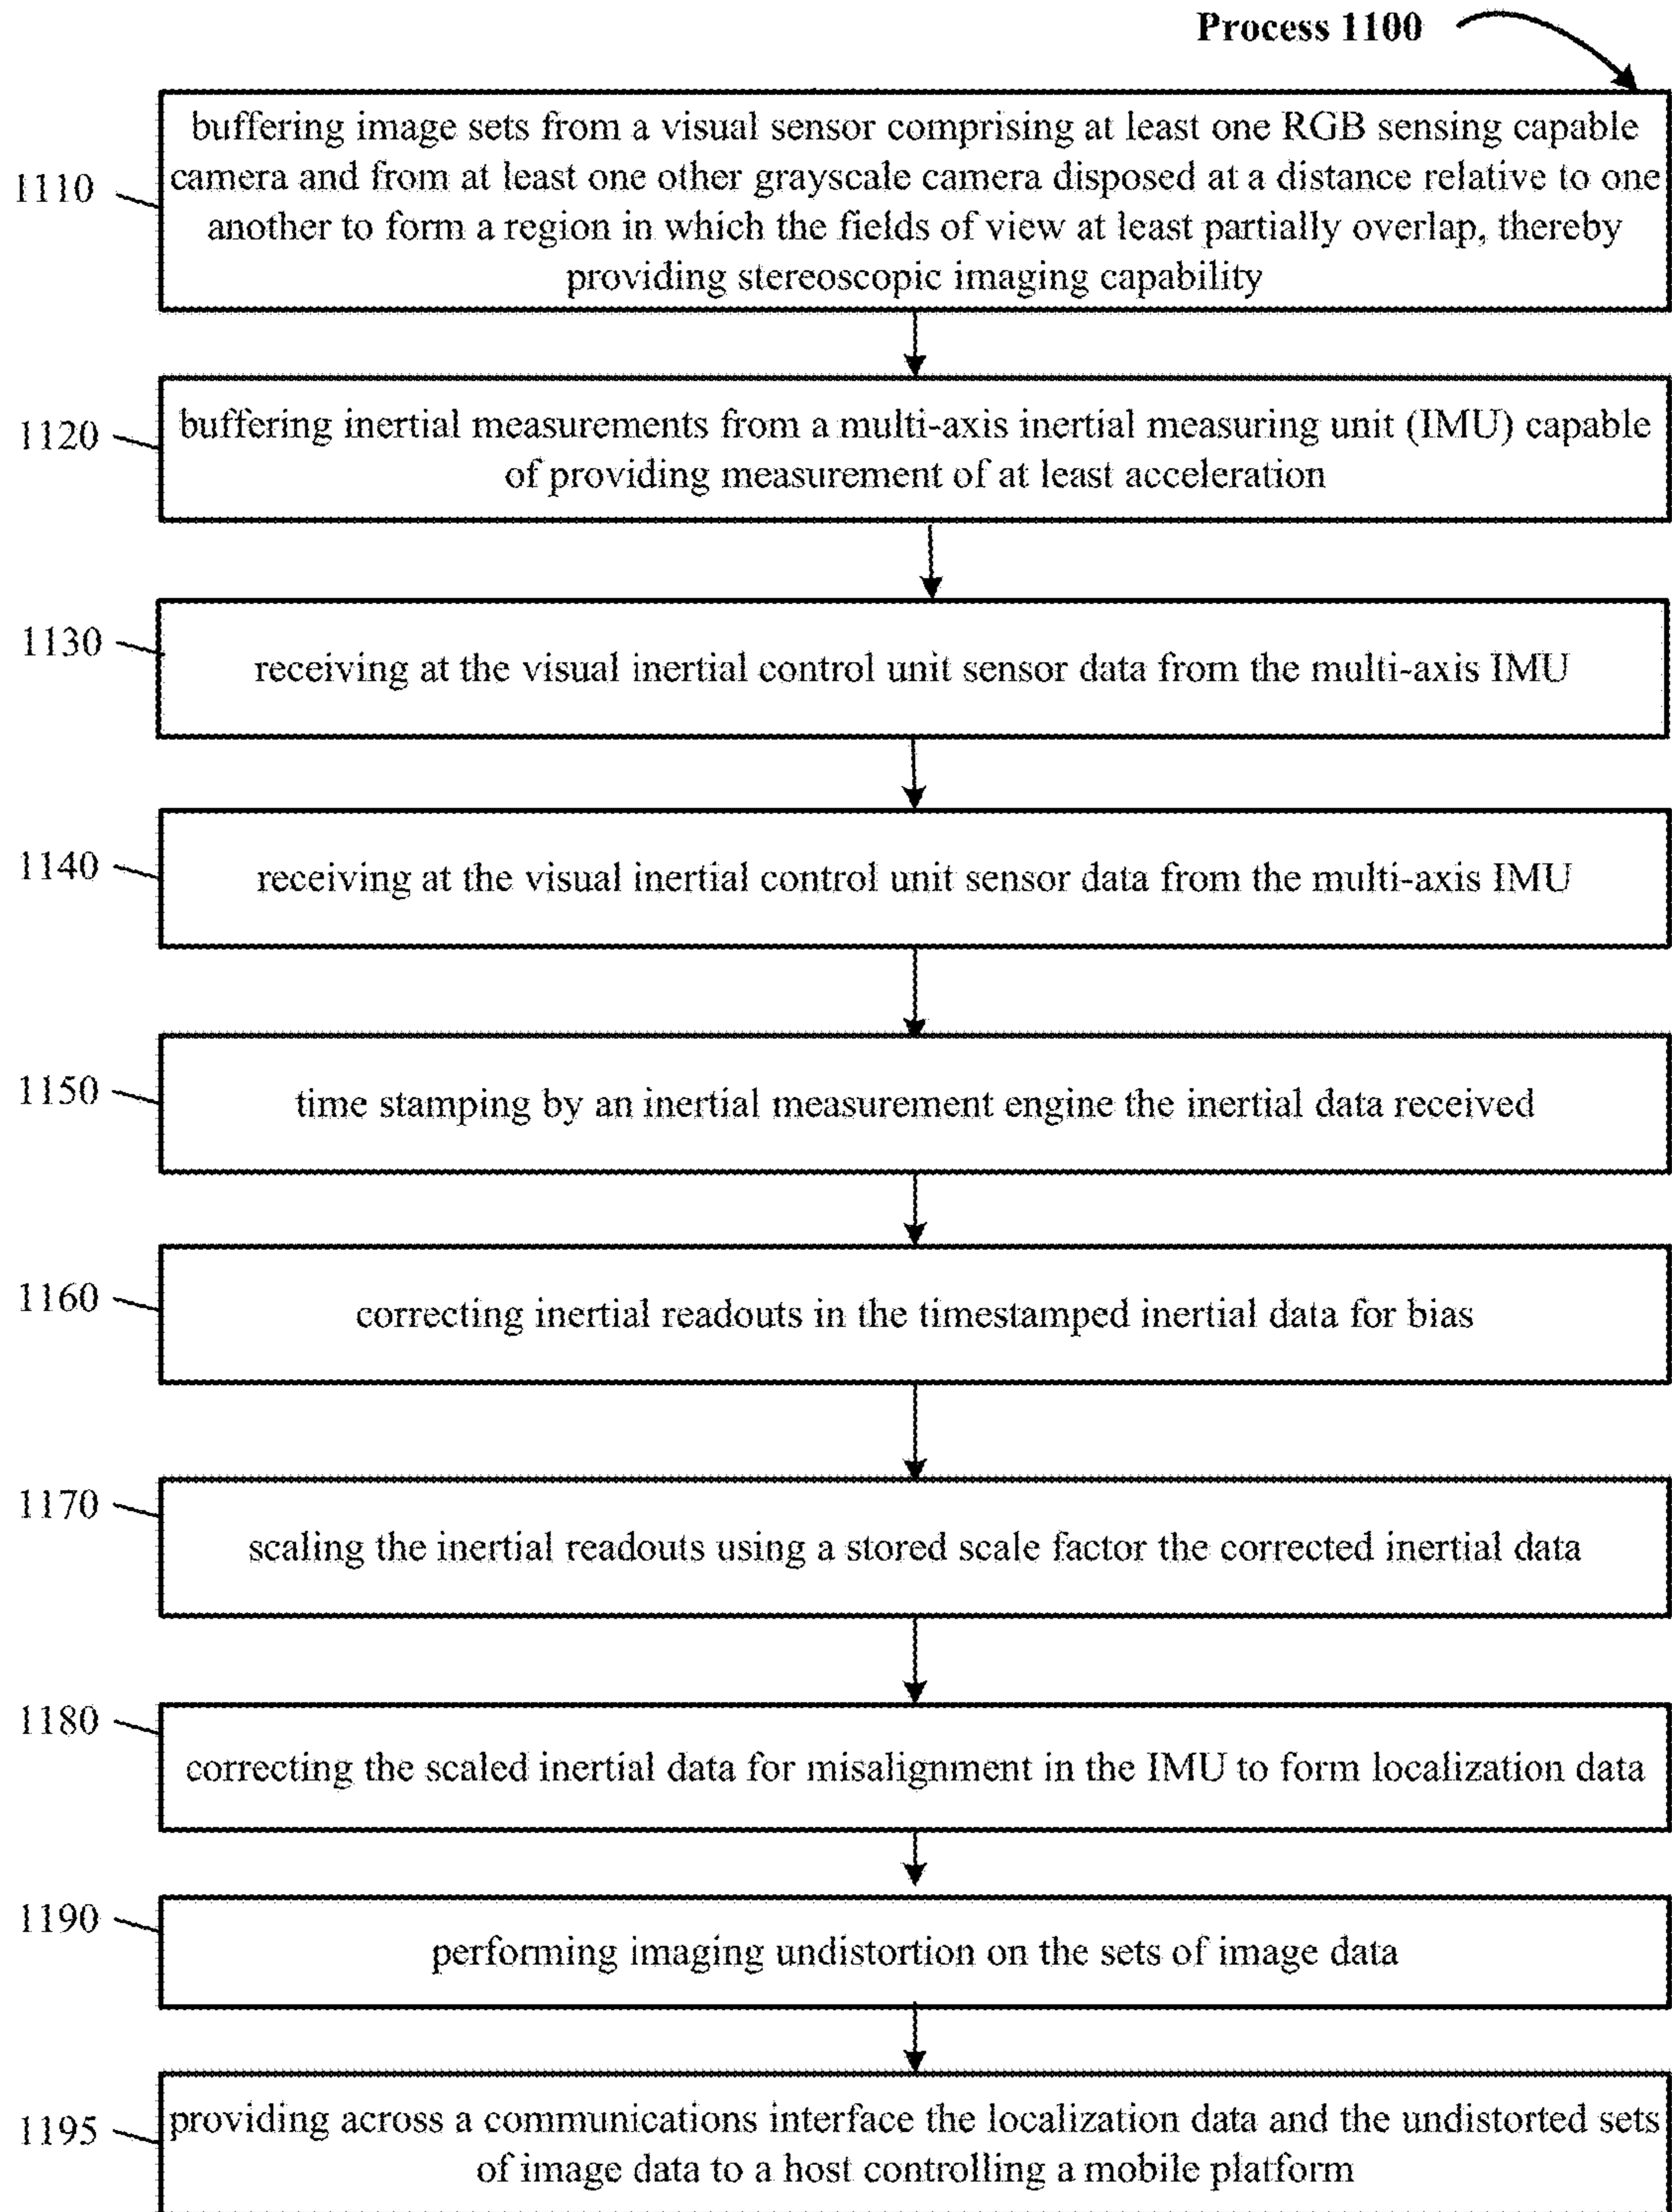 Process 1100
1110
buffering image sets from a visual sensor comprising at least one RGB sensing capable
camera and from at least one other grayscale camera disposed at a distance relative to one
another to form a region in which the fields of view at least partially overlap, thereby
providing stereoscopic imaging capability
1120
buffering inertial measurements from a multi-axis inertial measuring unit (IMU) capable
of providing measurement of at least acceleration
1130
receiving at the visual inertial control unit sensor data from the multi-axis IMU
1140
receiving at the visual inertial control unit sensor data from the multi-axis IMU
1150
time stamping by an inertial measurement engine the inertial data received
1160
correcting inertial readouts in the timestamped inertial data for bias
1170
scaling the inertial readouts using a stored scale factor the corrected inertial data
1180
correcting the scaled inertial data for misalignment in the IMU to form localization data
1190
performing imaging undistortion on the sets of image data
1195
providing across a communications interface the localization data and the undistorted sets
of image data to a host controlling a mobile platform